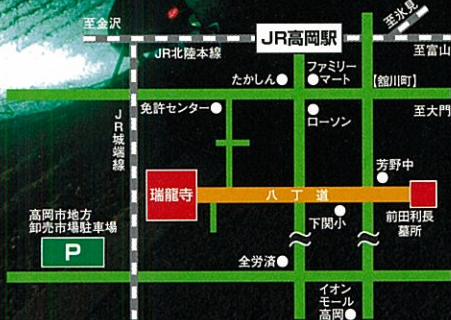 至金沢
至氷見
JR高岡駅
JR北陸本線
至富山
たかしん
ファミリー
マート
【館川町】
免許センター
ローソン
至大門
JR城端線
芳野中
瑞龍寺
八丁道
前田利長
墓所
高岡市地方
卸売市場駐車場
P
下関小
全労済
イオン
モール
高岡